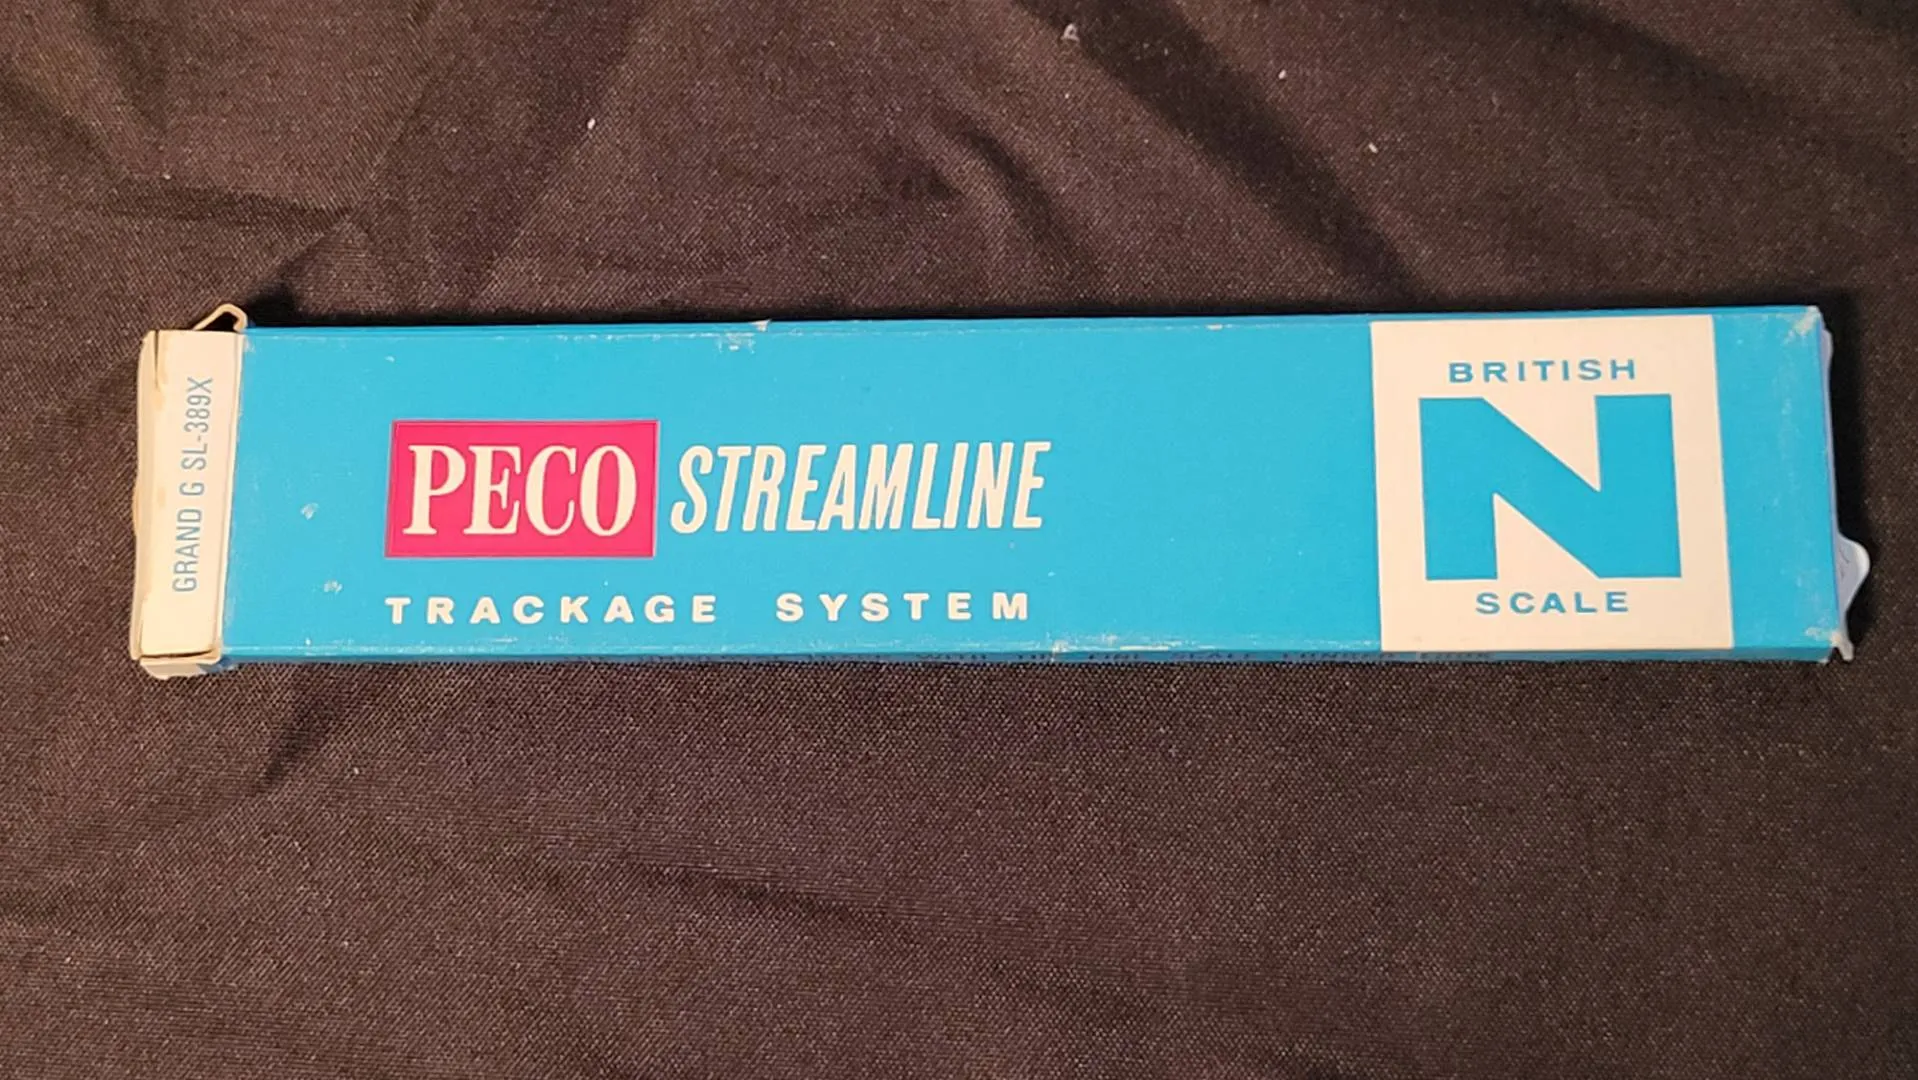 GRAND G SL-389X
PECO STREAMLINE
TRACKAGE SYSTEM
BRITISH
N
SCALE